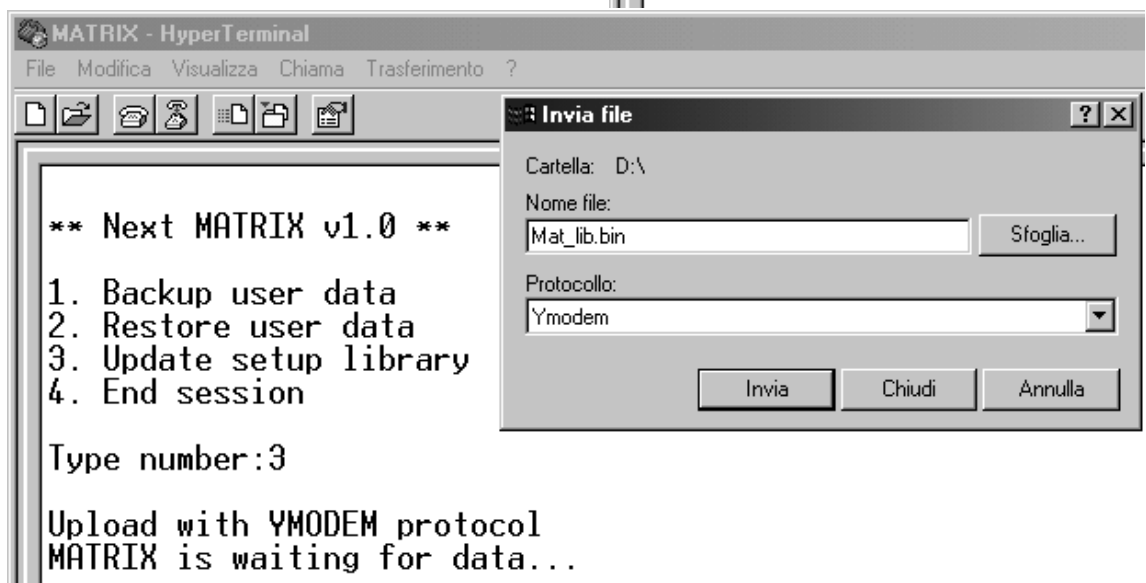 MATRIX - HyperTerminal
File Modifica Visualizza Chiama Trasferimento ?
** Next MATRIX v1.0 **
1. Backup user data
2. Restore user data
3. Update setup library
4. End session
Type number:3
Upload with YMODEM protocol
MATRIX is waiting for data...
Invia file
Cartella: D:\
Nome file:
Mat_lib.bin
Sfoglia...
Protocollo:
Ymodem
Invia Chiudi Annulla